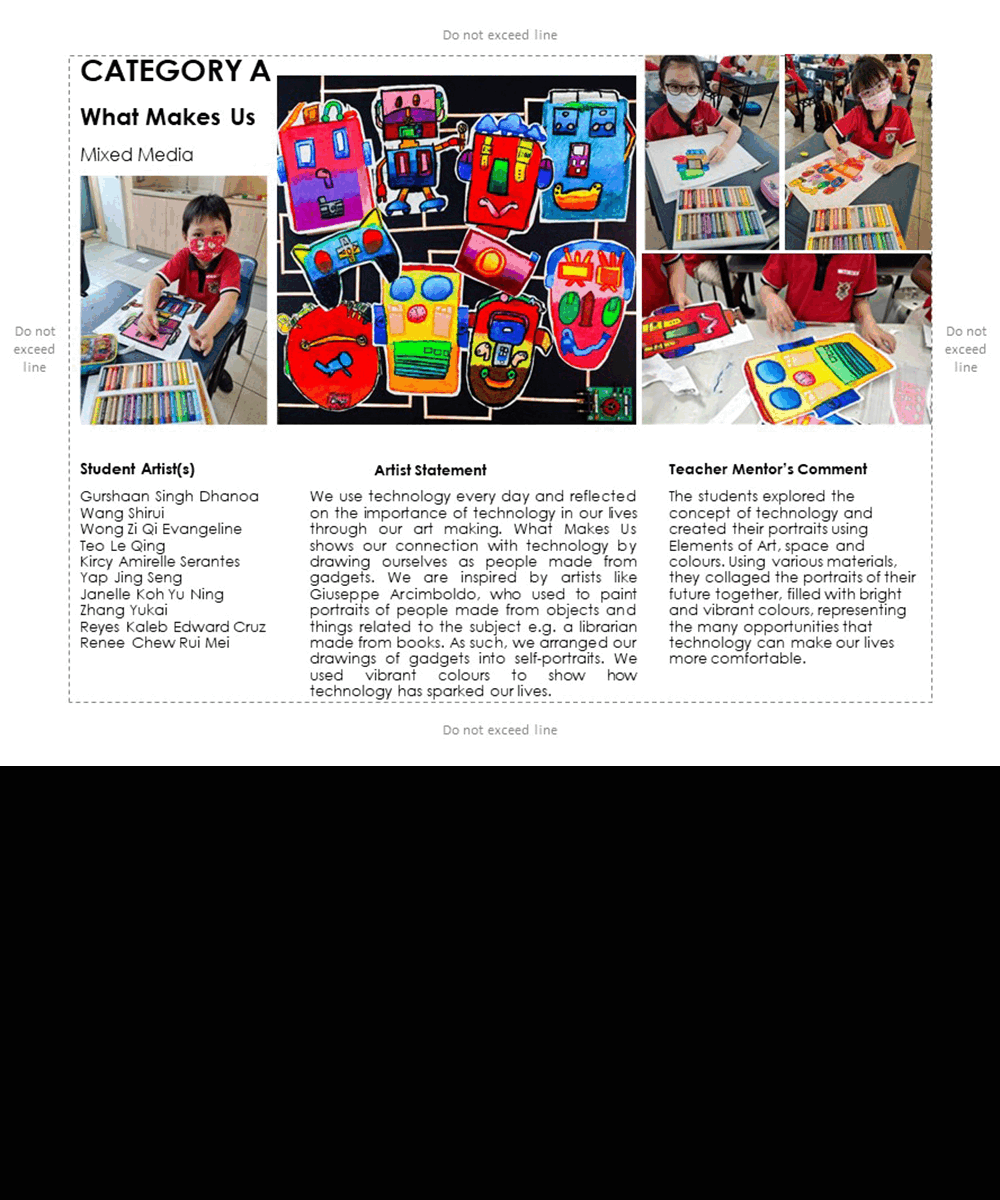 Do not exceed line
CATEGORY A
What Makes Us
Mixed Media
Do not
exceed
line
Do not
exceed
line
Student Artist(s)
Gurshaan Singh Dhanoa
Wang Shirui
Wong Zi Qi Evangeline
Teo Le Qing
Kircy Amirelle Serantes
Yap Jing Seng
Janelle Koh Yu Ning
Zhang Yukai
Reyes Kaleb Edward Cruz
Renee Chew Rui Mei
Artist Statement
We use technology every day and reflected
on the importance of technology in our lives
through our art making. What Makes Us
shows our connection with technology by
drawing ourselves as people made from
gadgets. We are inspired by artists like
Giuseppe Arcimboldo, who used to paint
portraits of people made from objects and
things related to the subject e.g. a librarian
made from books. As such, we arranged our
drawings of gadgets into self-portraits. We
used vibrant colours to show how
technology has sparked our lives.
Teacher Mentor's Comment
The students explored the
concept of technology and
created their portraits using
Elements of Art, space and
colours. Using various materials,
they collaged the portraits of their
future together, filled with bright
and vibrant colours, representing
the many opportunities that
technology can make our lives
more comfortable.
Do not exceed line